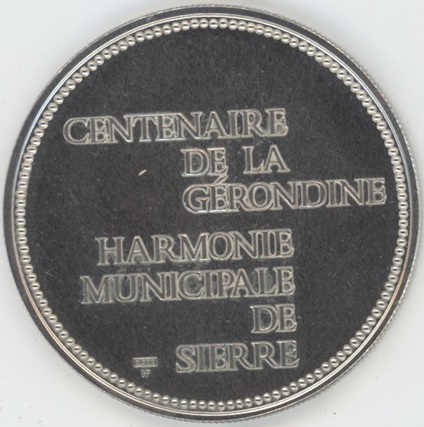 CENTENAIRE
DE LA
GÉRONDINE
HARMONIE
MUNICIPALE
DE
SIERRE